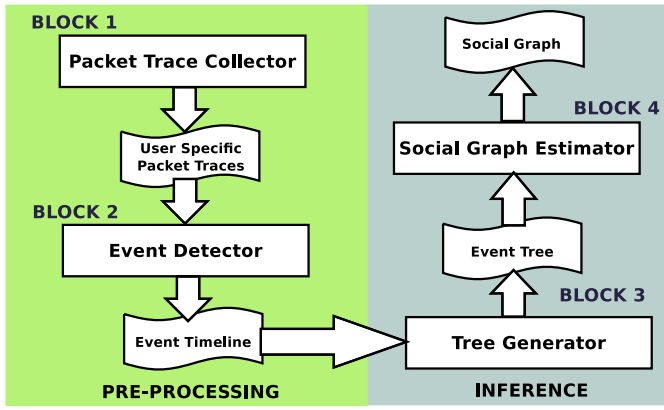 BLOCK 1
Packet Trace Collector
User Specific
Packet Traces
BLOCK 2
Event Detector
Event Timeline
PRE-PROCESSING
Social Graph
BLOCK 4
Social Graph Estimator
Event Tree
BLOCK 3
Tree Generator
INFERENCE